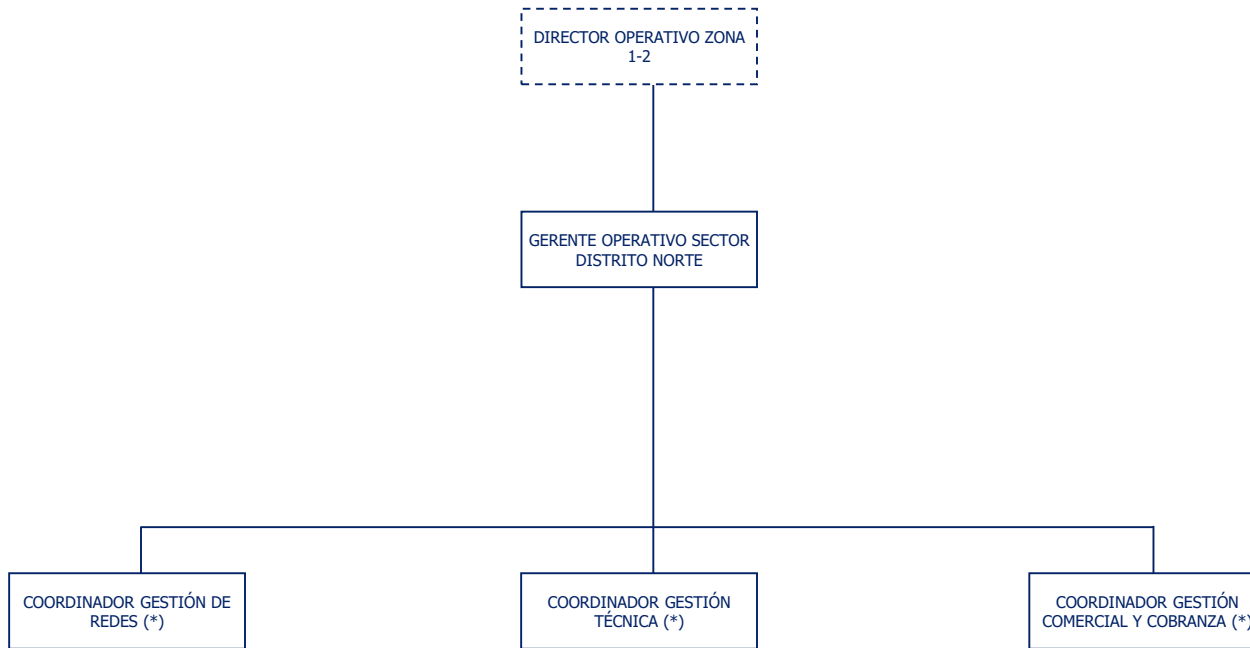 DIRECTOR OPERATIVO ZONA
1-2
GERENTE OPERATIVO SECTOR
DISTRITO NORTE
COORDINADOR GESTIÓN DE
REDES (*)
COORDINADOR GESTIÓN
TÉCNICA (*)
COORDINADOR GESTIÓN
COMERCIAL Y COBRANZA (*)